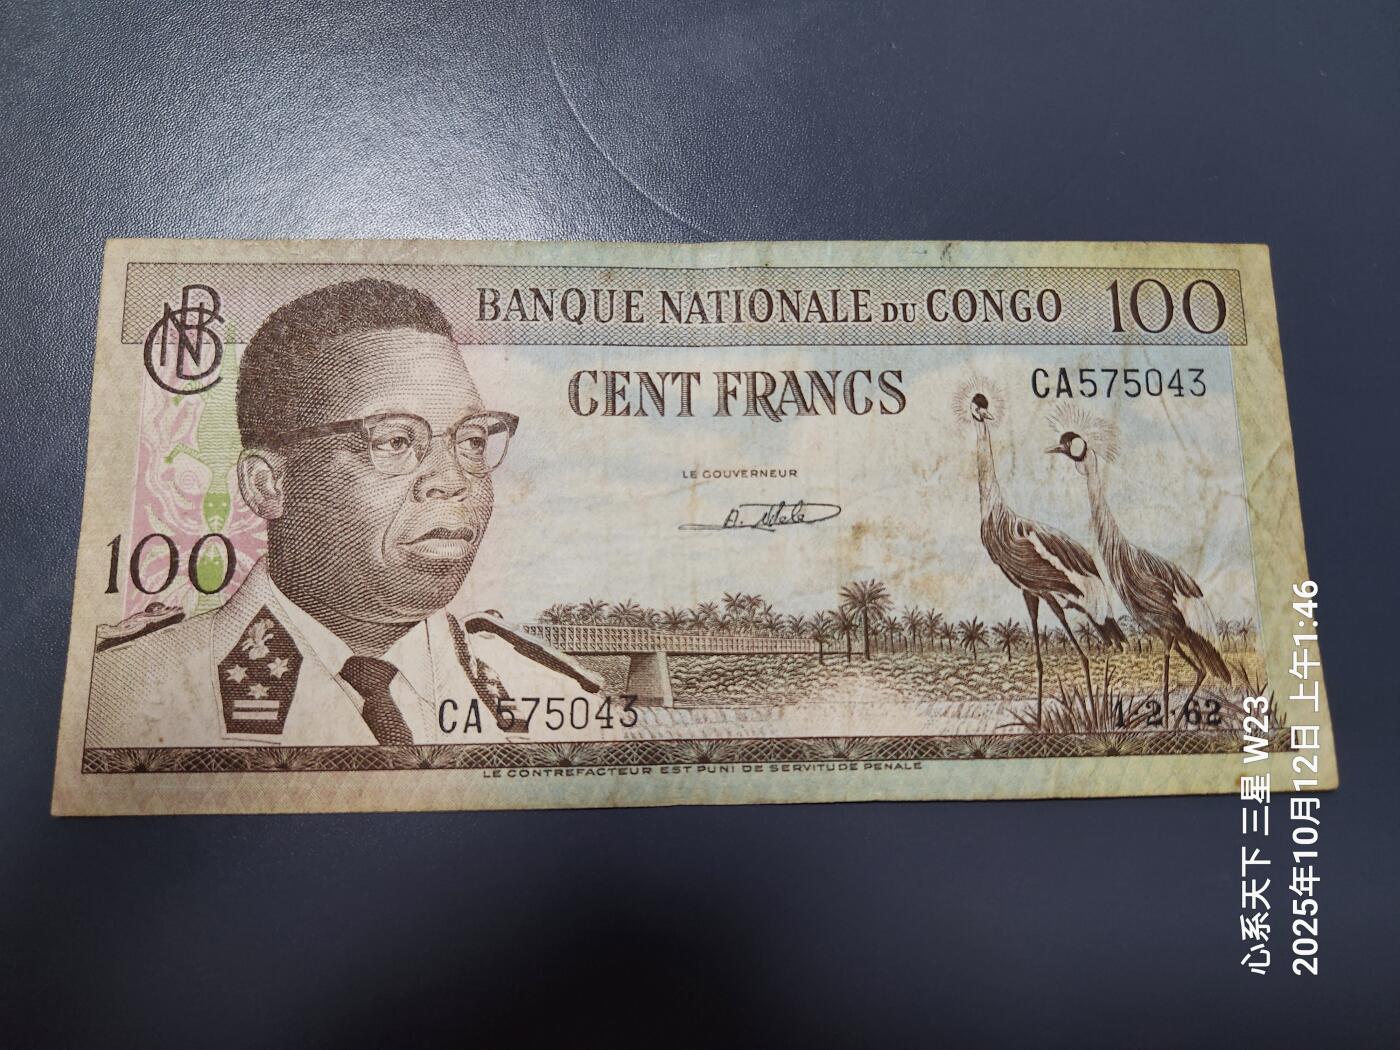 BNC
BANQUE NATIONALE DU CONGO 100
CENT FRANCS
CA575043
LE GOUVERNEUR
100
CA575043
1-2-62
LE CONTREFACTEUR EST PUNI DE SERVITUDE PENALE
心系天下 三星 W23
2025年10月12日 上午1:46